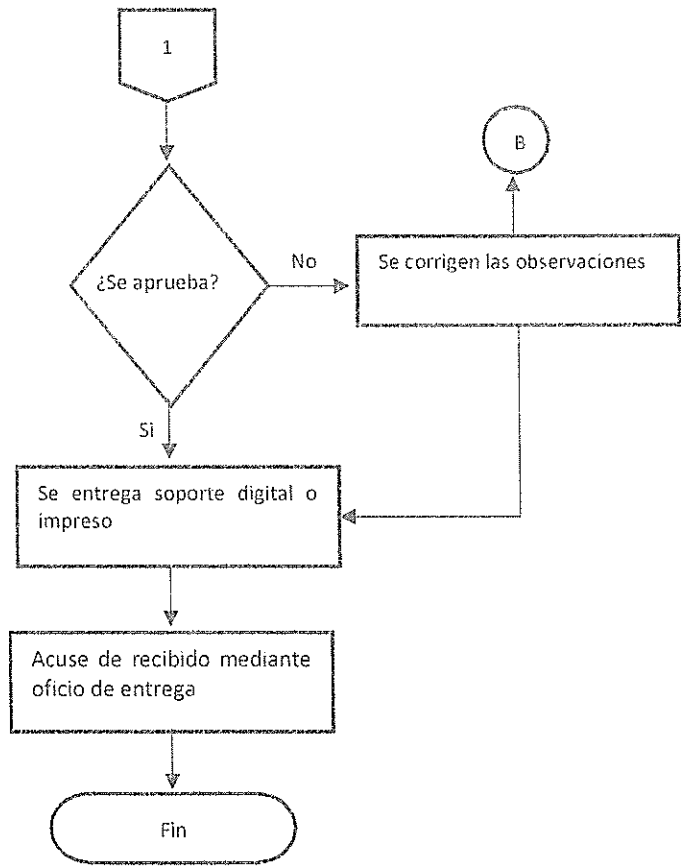 1
B
¿Se aprueba?
No
Se corrigen las observaciones
Si
Se entrega soporte digital o
impreso
Acuse de recibido mediante
oficio de entrega
Fin